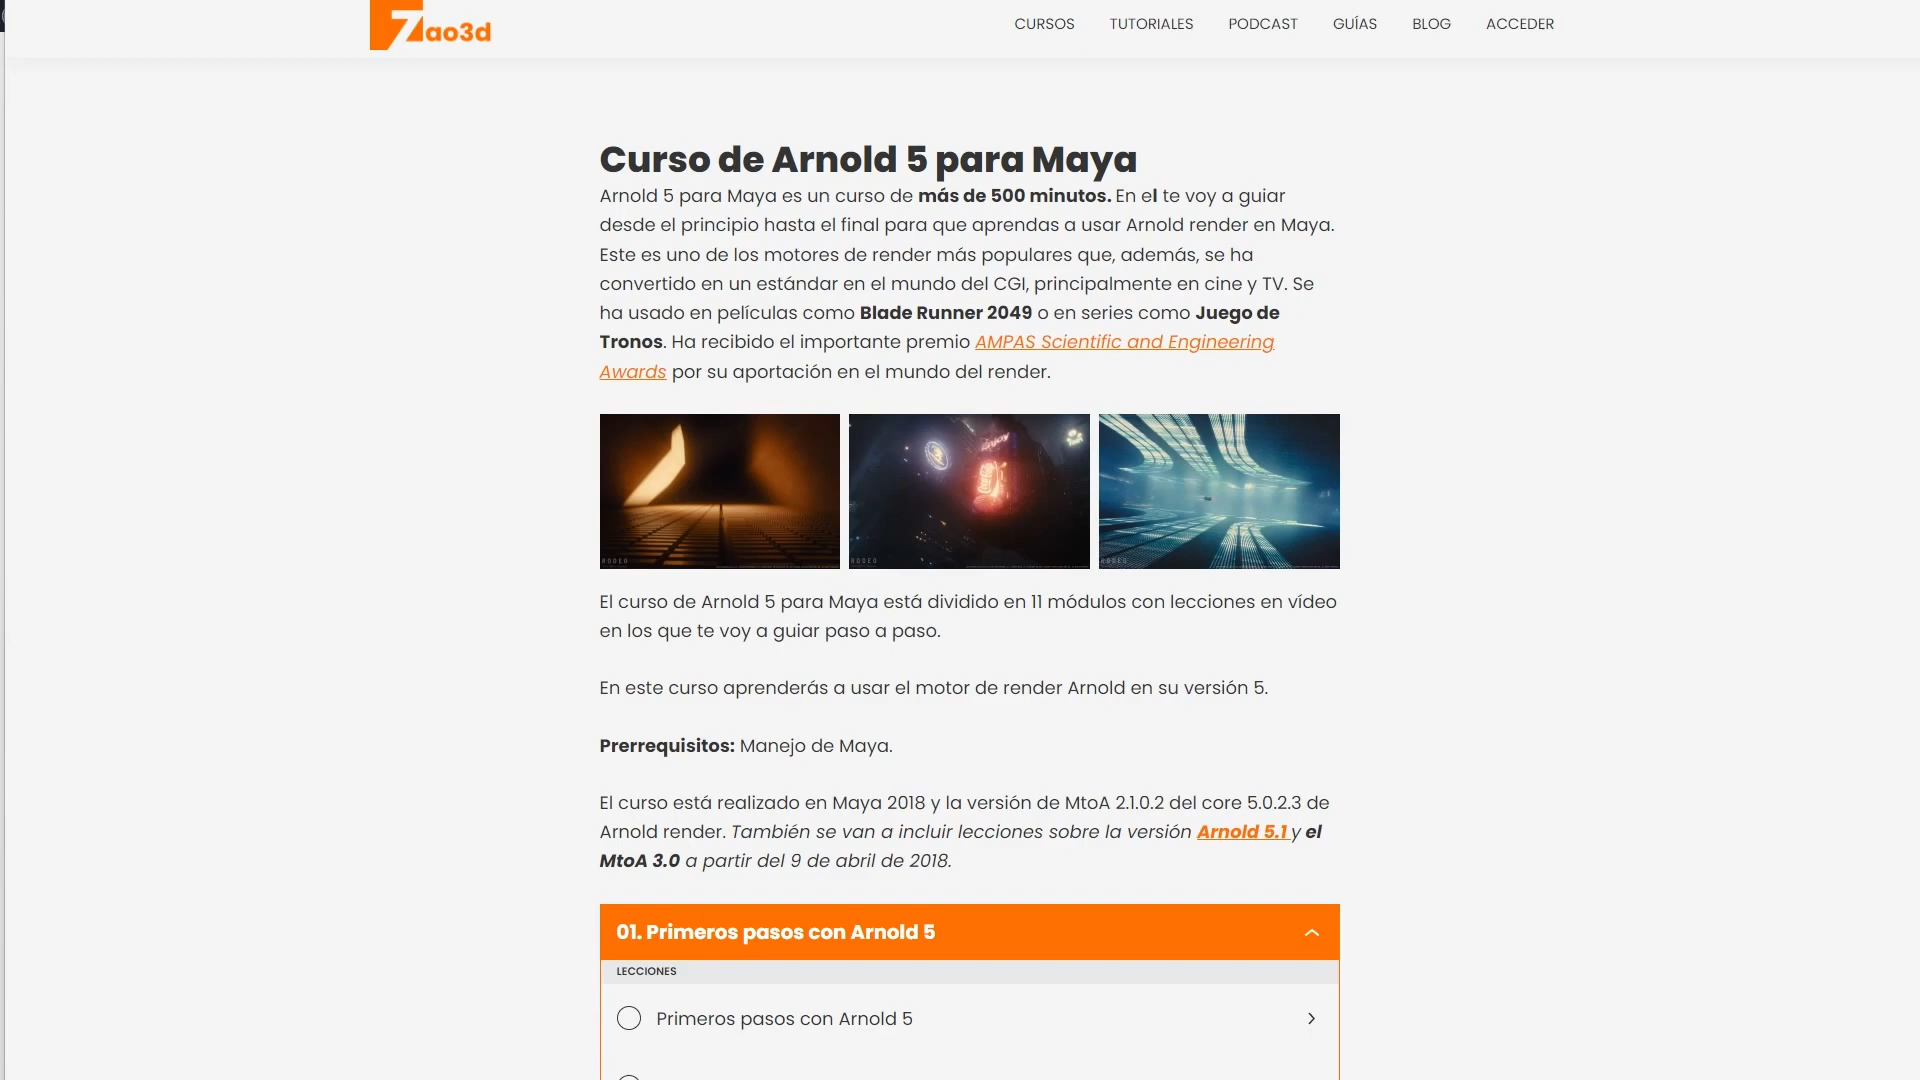 7ao3d
CURSOS
TUTORIALES
PODCAST
GUÍAS
BLOG
ACCEDER
Curso de Arnold 5 para Maya
Arnold 5 para Maya es un curso de más de 500 minutos. En el te voy a guiar
desde el principio hasta el final para que aprendas a usar Arnold render en Maya.
Este es uno de los motores de render más populares que, además, se ha
convertido en un estándar en el mundo del CGI, principalmente en cine y TV. Se
ha usado en películas como Blade Runner 2049 o en series como Juego de
Tronos. Ha recibido el importante premio AMPAS Scientific and Engineering
Awards por su aportación en el mundo del render.
RODEO
Enjoy
RODEO
RODEO
El curso de Arnold 5 para Maya está dividido en 11 módulos con lecciones en vídeo
en los que te voy a guiar paso a paso.
En este curso aprenderás a usar el motor de render Arnold en su versión 5.
Prerrequisitos: Manejo de Maya.
El curso está realizado en Maya 2018 y la versión de MtoA 2.1.0.2 del core 5.0.2.3 de
Arnold render. También se van a incluir lecciones sobre la versión Arnold 5.1 y el
MtoA 3.0 a partir del 9 de abril de 2018.
01. Primeros pasos con Arnold 5
LECCIONES
Primeros pasos con Arnold 5